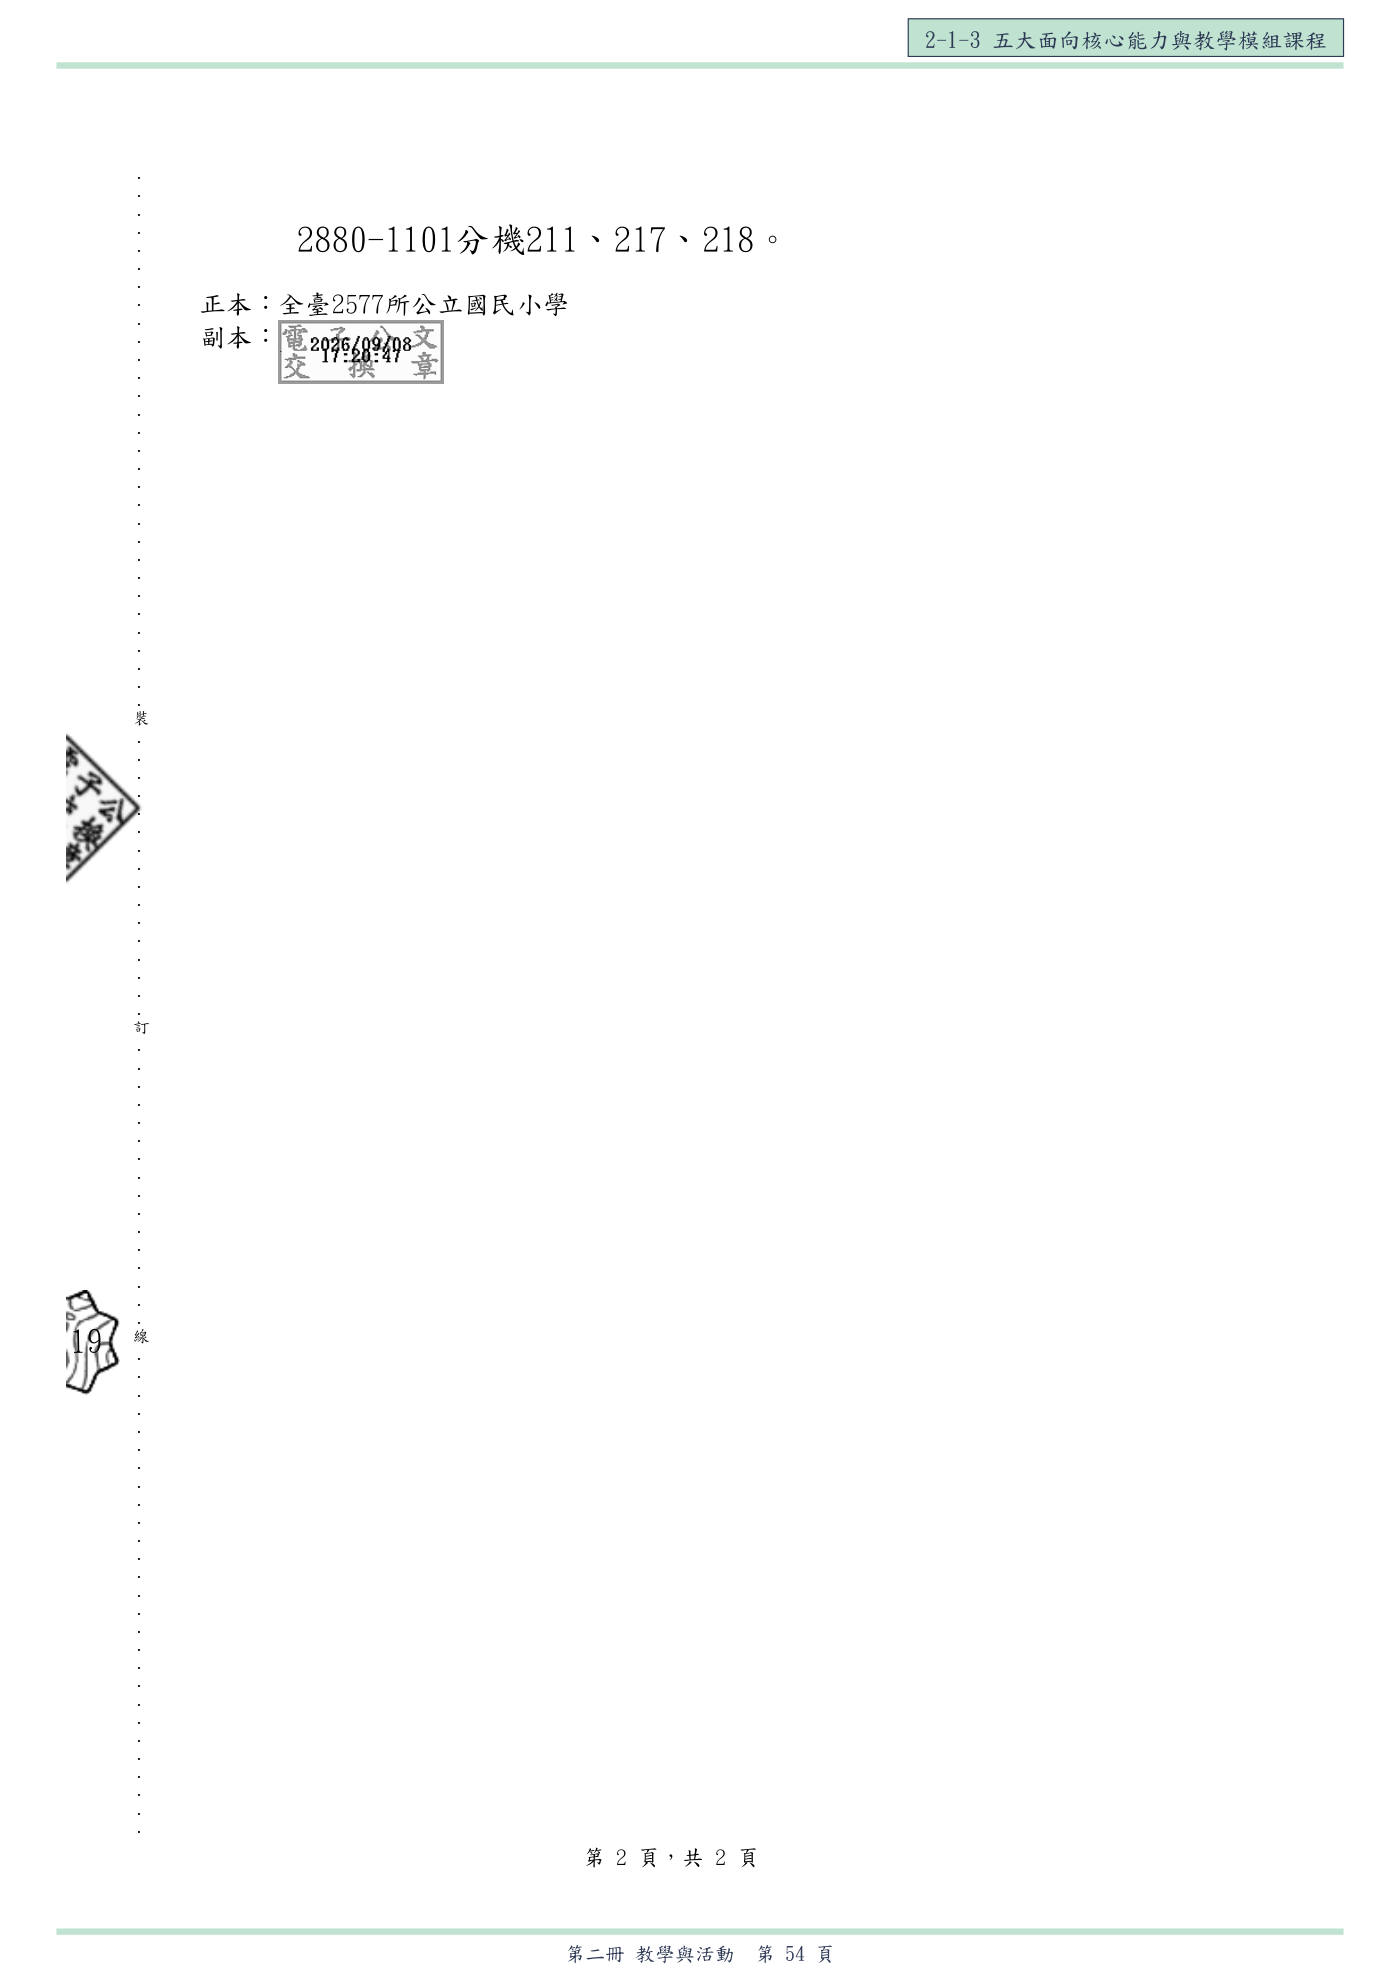 2-1-3 五大面向核心能力與教學模組課程
2880-1101分機211、217、218。
正本：全臺2577所公立國民小學
副本：
電子公文
交換章
2026/09/08
17:20:47
裝
子公
換
訂
19
線
第 2 頁，共 2 頁
第二冊 教學與活動 第 54 頁